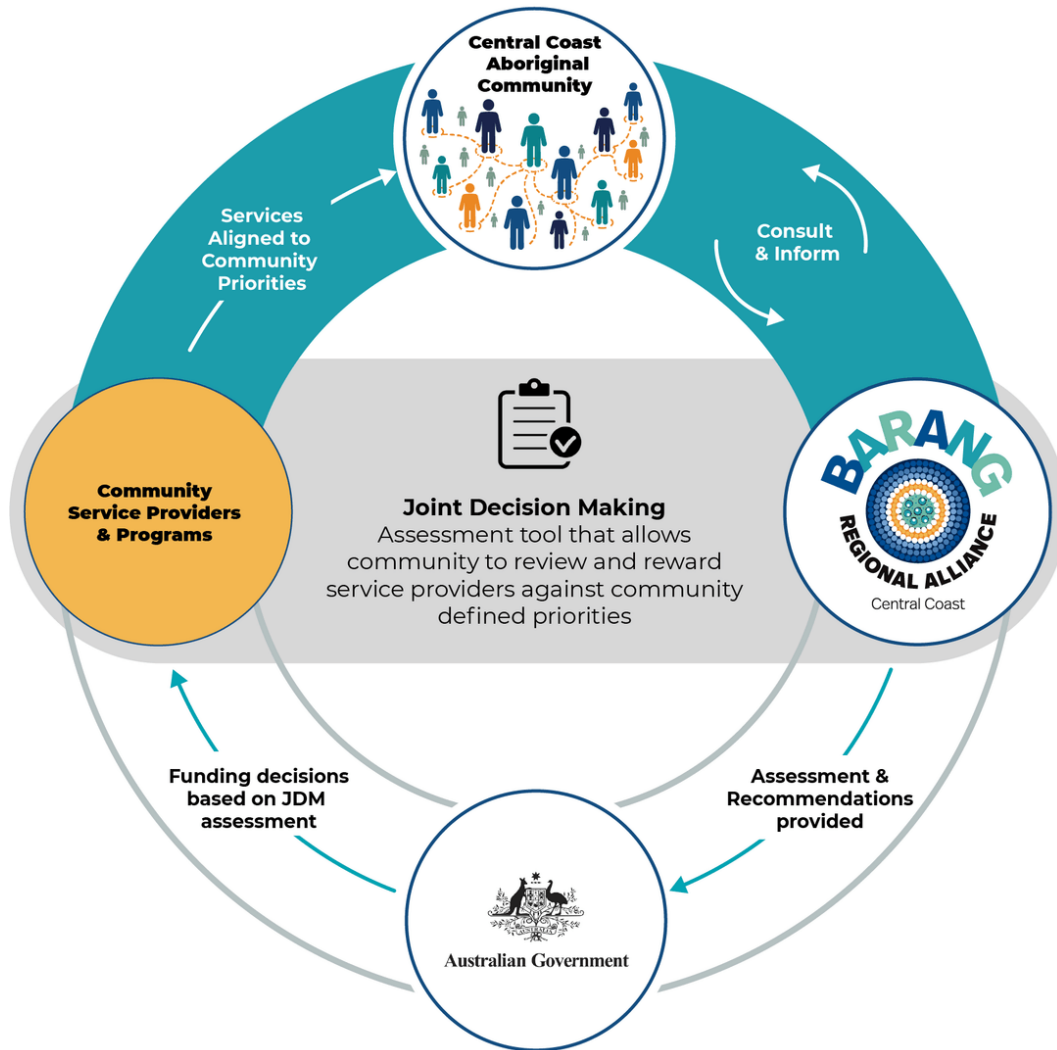 Central Coast
Aboriginal
Community
Services
Aligned to
Community
Priorities
Consult
& Inform
Community
Service Providers
& Programs
Joint Decision Making
Assessment tool that allows
community to review and reward
service providers against community
defined priorities
BARANG
REGIONAL ALLIANCE
Central Coast
Funding decisions
based on JDM
assessment
Assessment &
Recommendations
provided
AUSTRALIA
Australian Government